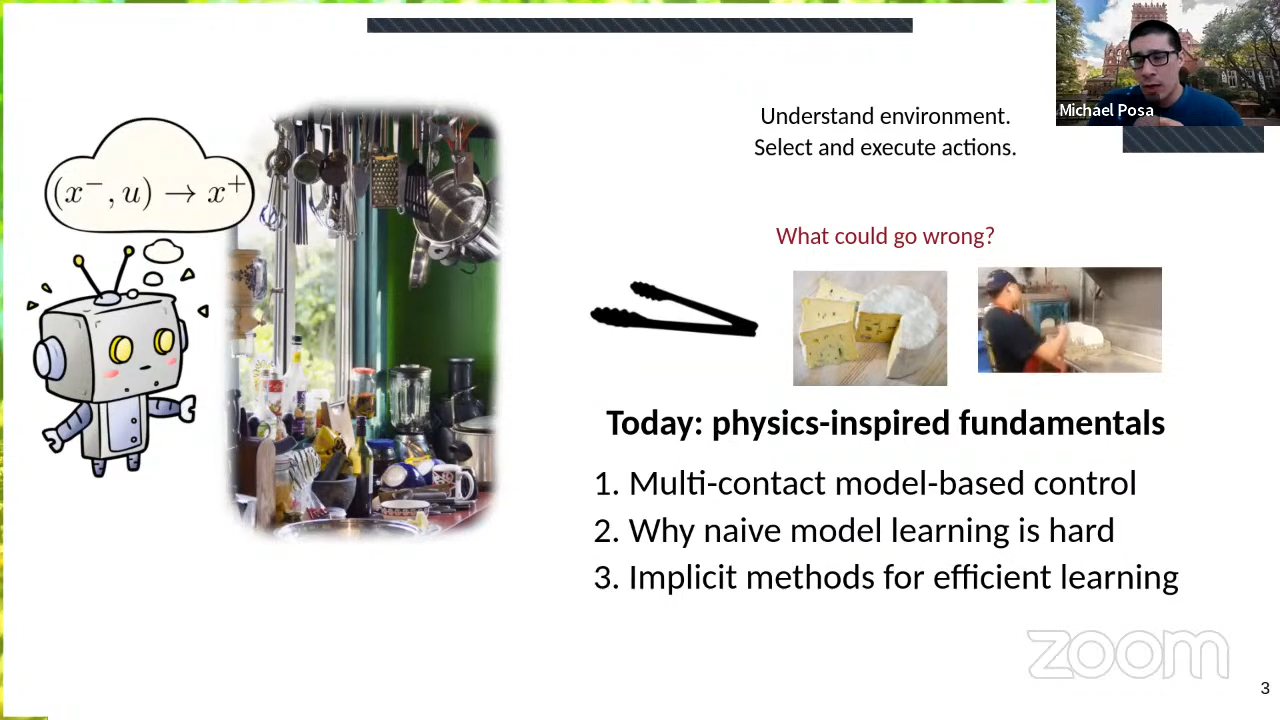 Michael Posa
Understand environment.
Select and execute actions.
(x⁻, u) → x⁺
What could go wrong?
Today: physics-inspired fundamentals
1. Multi-contact model-based control
2. Why naive model learning is hard
3. Implicit methods for efficient learning
zoom
3